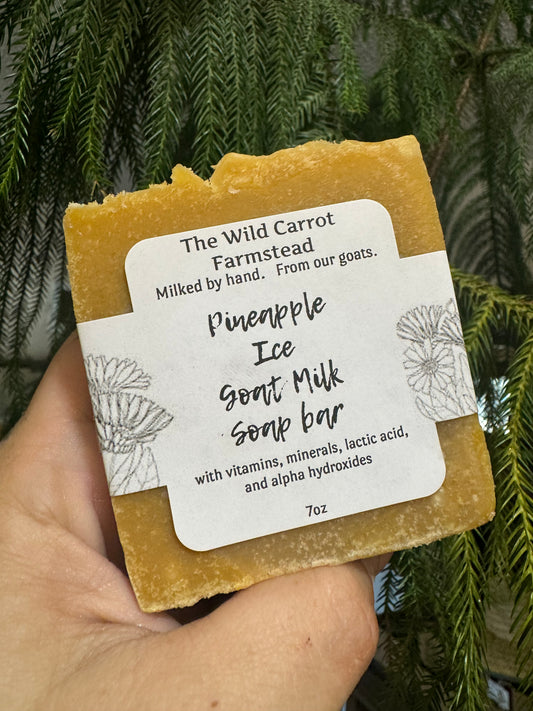 The Wild Carrot
Farmstead
Milked by hand. From our goats.
Pineapple
Ice
Goat Milk
Soap bar
with vitamins, minerals, lactic acid,
and alpha hydroxides
7oz